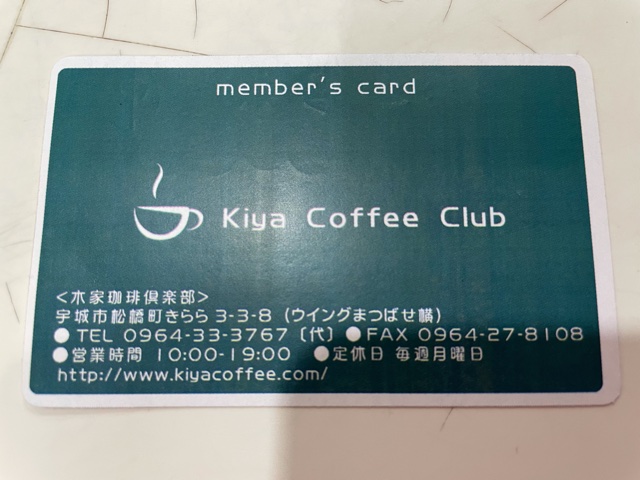 member's card
Kiya Coffee Club
<木家珈琲倶楽部>
宇城市松橋町きらら3-3-8 (ウイングまつばせ横)
●TEL 0964-33-3767 〔代〕 ●FAX 0964-27-8108
●営業時間 10:00-19:00 ●定休日 毎週月曜日
http://www.kiyacoffee.com/